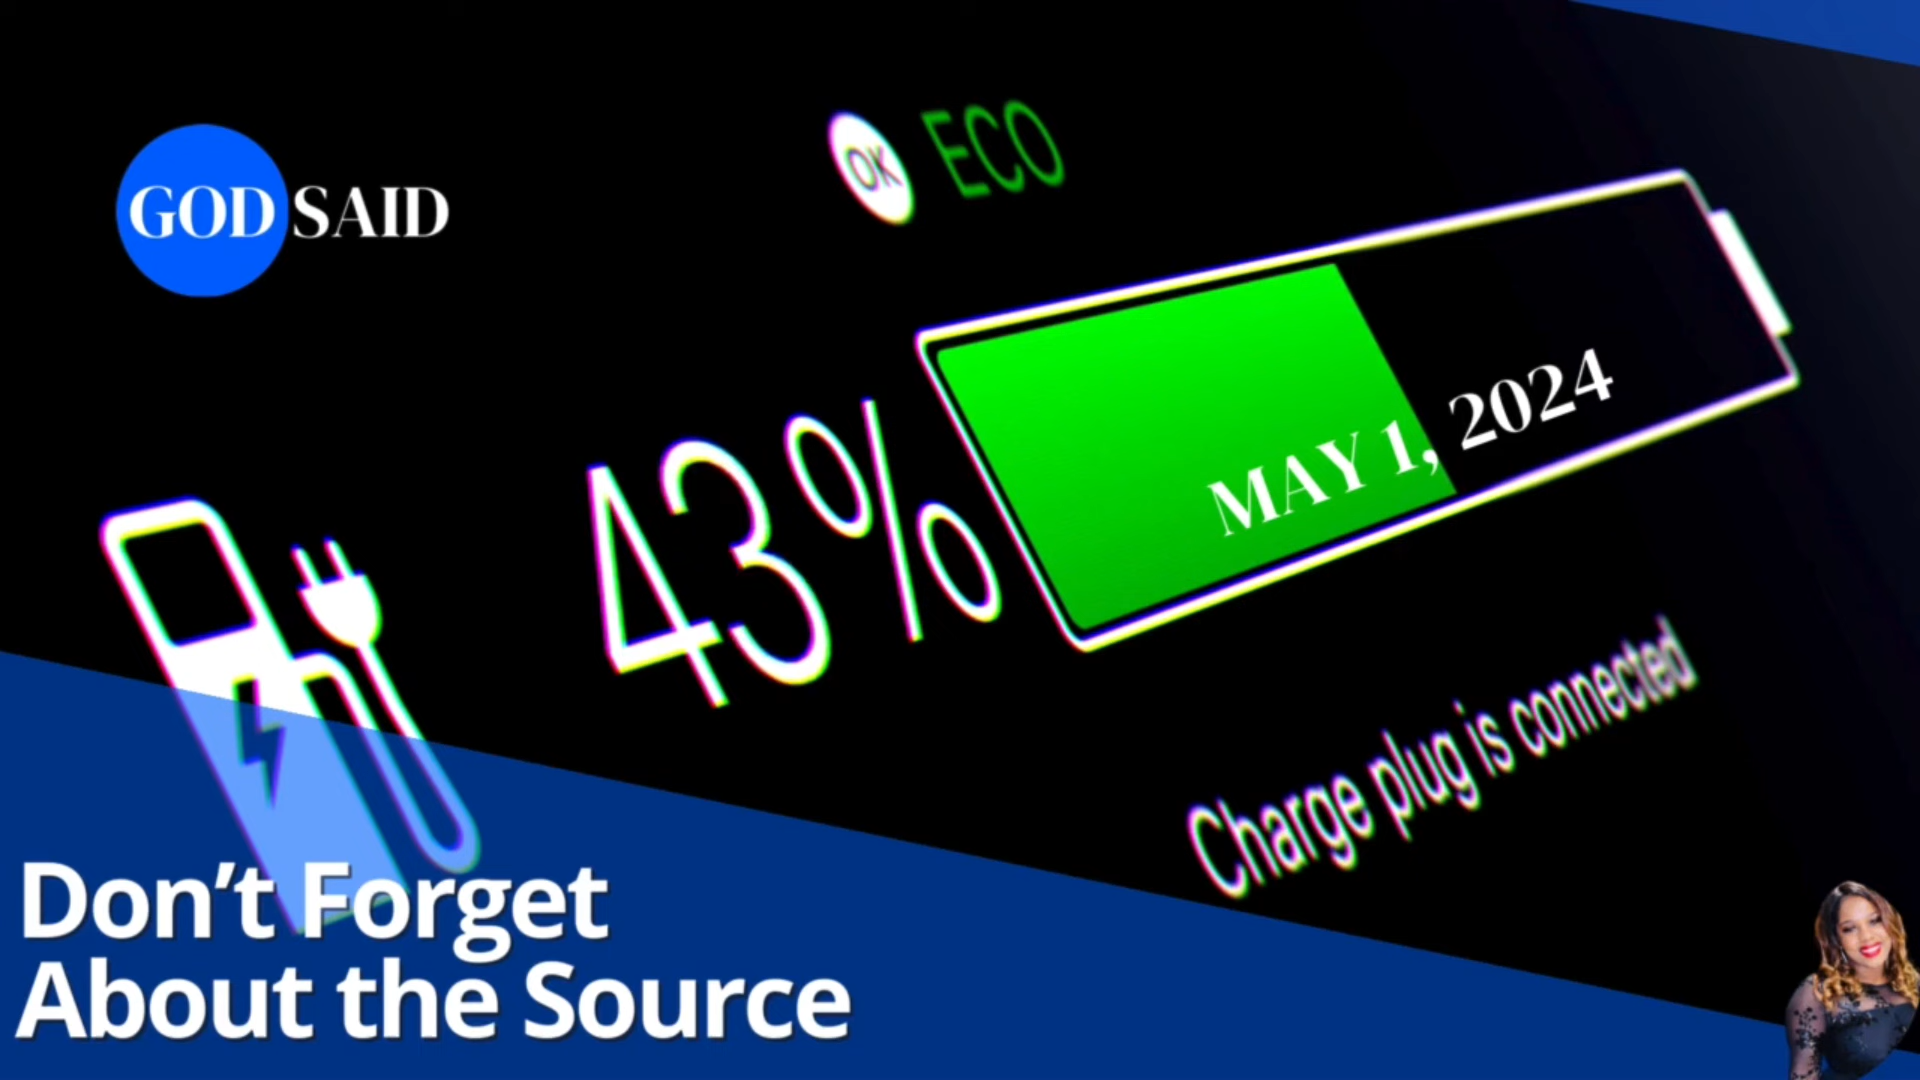 OK ECO
GOD SAID
43%
MAY 1, 2024
Charge plug is connected
Don't Forget
About the Source